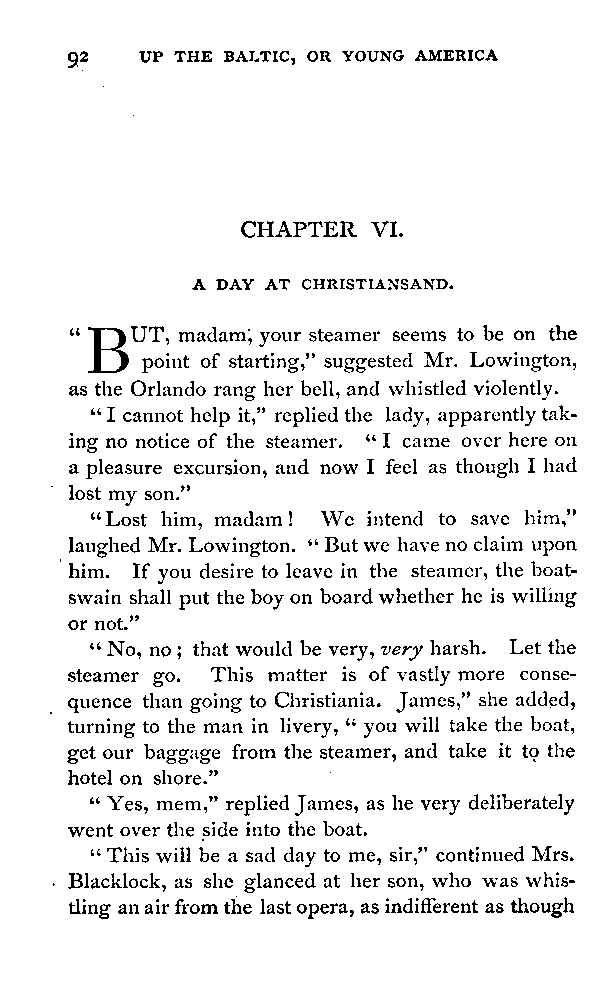 92 UP THE BALTIC, OR YOUNG AMERICA
CHAPTER VI.
A DAY AT CHRISTIANSAND.
“BUT, madam, your steamer seems to be on the
point of starting,” suggested Mr. Lowington,
as the Orlando rang her bell, and whistled violently.
“I cannot help it,” replied the lady, apparently tak-
ing no notice of the steamer. “I came over here on
a pleasure excursion, and now I feel as though I had
lost my son.”
“Lost him, madam! We intend to save him,”
laughed Mr. Lowington. “But we have no claim upon
him. If you desire to leave in the steamer, the boat-
swain shall put the boy on board whether he is willing
or not.”
“No, no; that would be very, very harsh. Let the
steamer go. This matter is of vastly more conse-
quence than going to Christiania. James,” she added,
turning to the man in livery, “you will take the boat,
get our baggage from the steamer, and take it to the
hotel on shore.”
“Yes, mem,” replied James, as he very deliberately
went over the side into the boat.
“This will be a sad day to me, sir,” continued Mrs.
Blacklock, as she glanced at her son, who was whis-
tling an air from the last opera, as indifferent as though